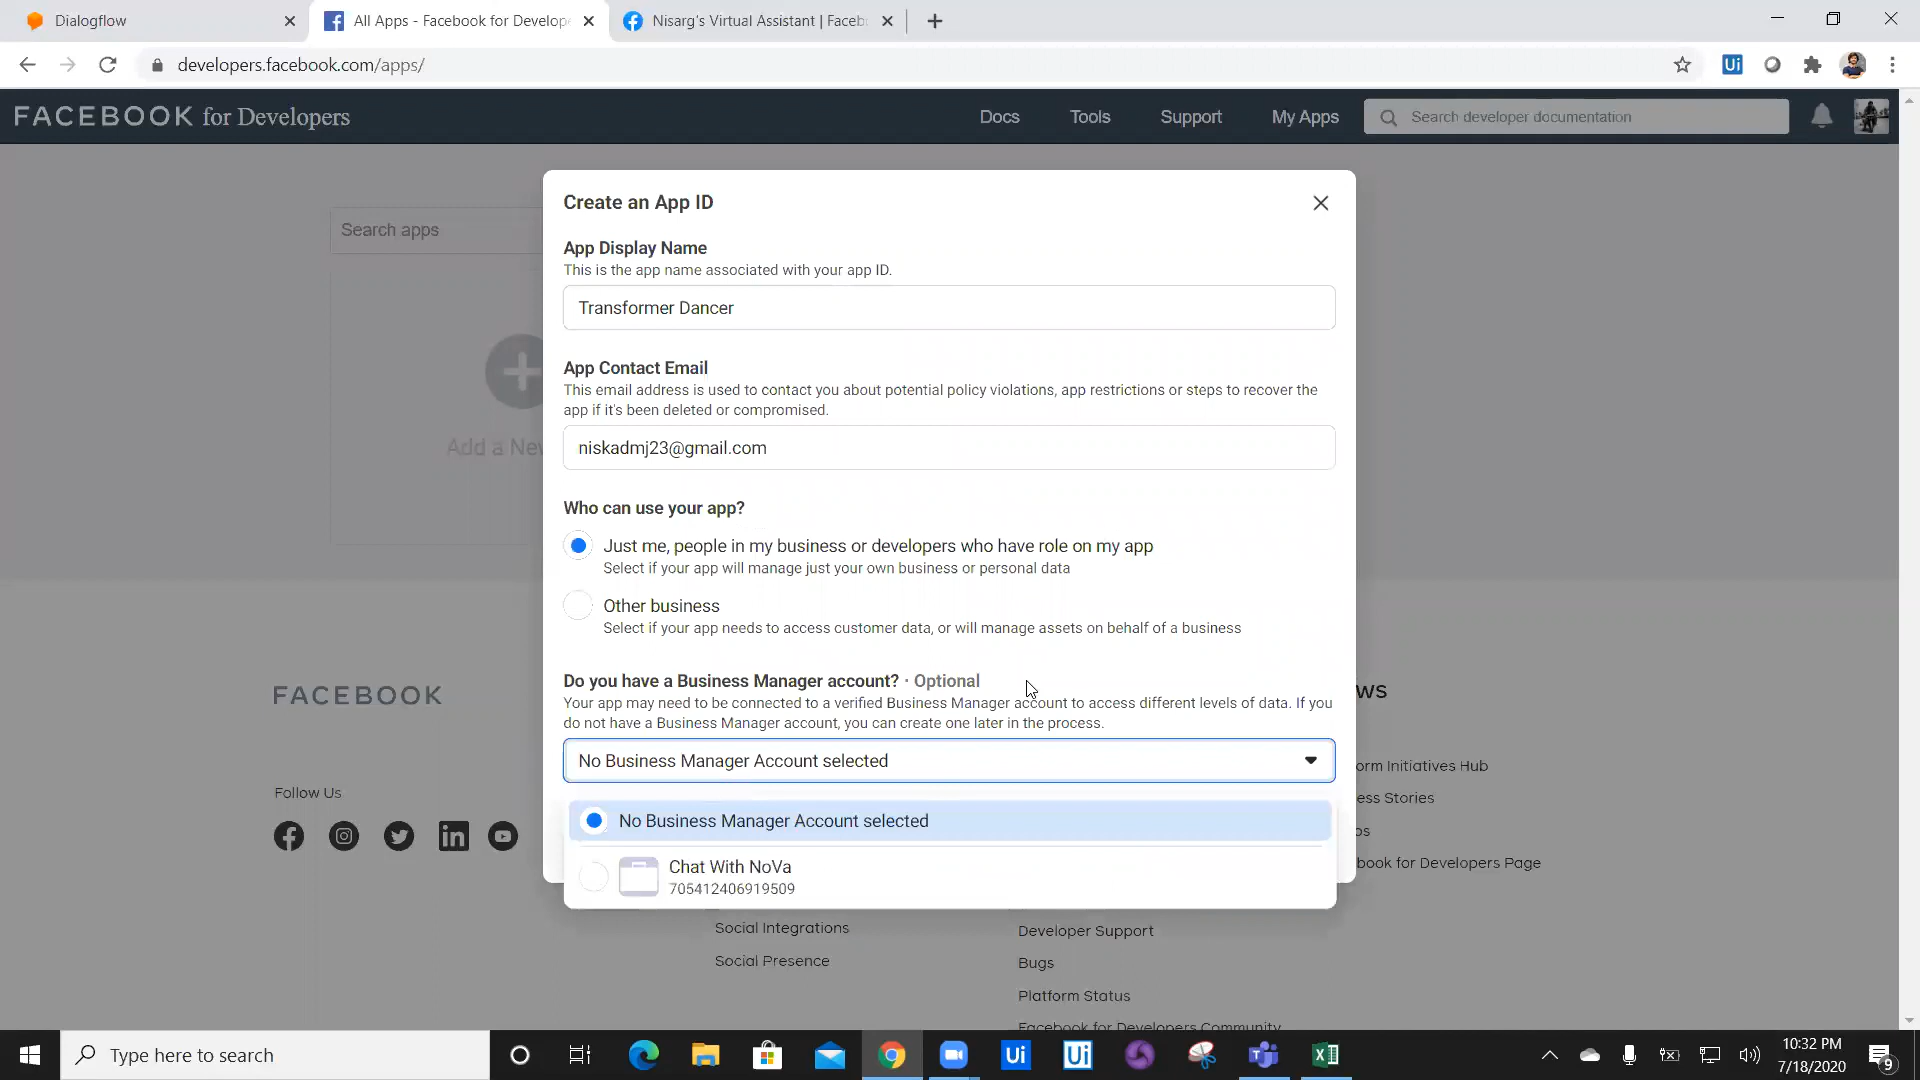 Dialogflow
All Apps - Facebook for Develope
Nisarg's Virtual Assistant | Faceb
developers.facebook.com/apps/
FACEBOOK for Developers
Docs
Tools
Support
My Apps
Search developer documentation
Search apps
Add a Ne
Create an App ID
App Display Name
This is the app name associated with your app ID.
Transformer Dancer
App Contact Email
This email address is used to contact you about potential policy violations, app restrictions or steps to recover the
app if it's been deleted or compromised.
niskadmj23@gmail.com
Who can use your app?
Just me, people in my business or developers who have role on my app
Select if your app will manage just your own business or personal data
Other business
Select if your app needs to access customer data, or will manage assets on behalf of a business
Do you have a Business Manager account? · Optional
Your app may need to be connected to a verified Business Manager account to access different levels of data. If you
do not have a Business Manager account, you can create one later in the process.
No Business Manager Account selected
No Business Manager Account selected
Chat With NoVa
705412406919509
FACEBOOK
Follow Us
Social Integrations
Social Presence
ws
orm Initiatives Hub
ess Stories
os
book for Developers Page
Developer Support
Bugs
Platform Status
Facebook for Developers Community
Type here to search
10:32 PM
7/18/2020
9